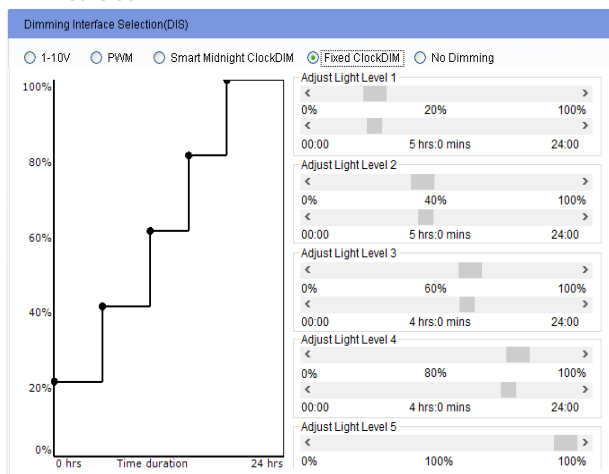 Dimming Interface Selection(DIS)
1-10V PWM Smart Midnight ClockDIM Fixed ClockDIM No Dimming
100%
80%
60%
40%
20%
0%
0 hrs Time duration 24 hrs
Adjust Light Level 1
0% 20% 100%
00:00 5 hrs:0 mins 24:00
Adjust Light Level 2
0% 40% 100%
00:00 5 hrs:0 mins 24:00
Adjust Light Level 3
0% 60% 100%
00:00 4 hrs:0 mins 24:00
Adjust Light Level 4
0% 80% 100%
00:00 4 hrs:0 mins 24:00
Adjust Light Level 5
0% 100% 100%